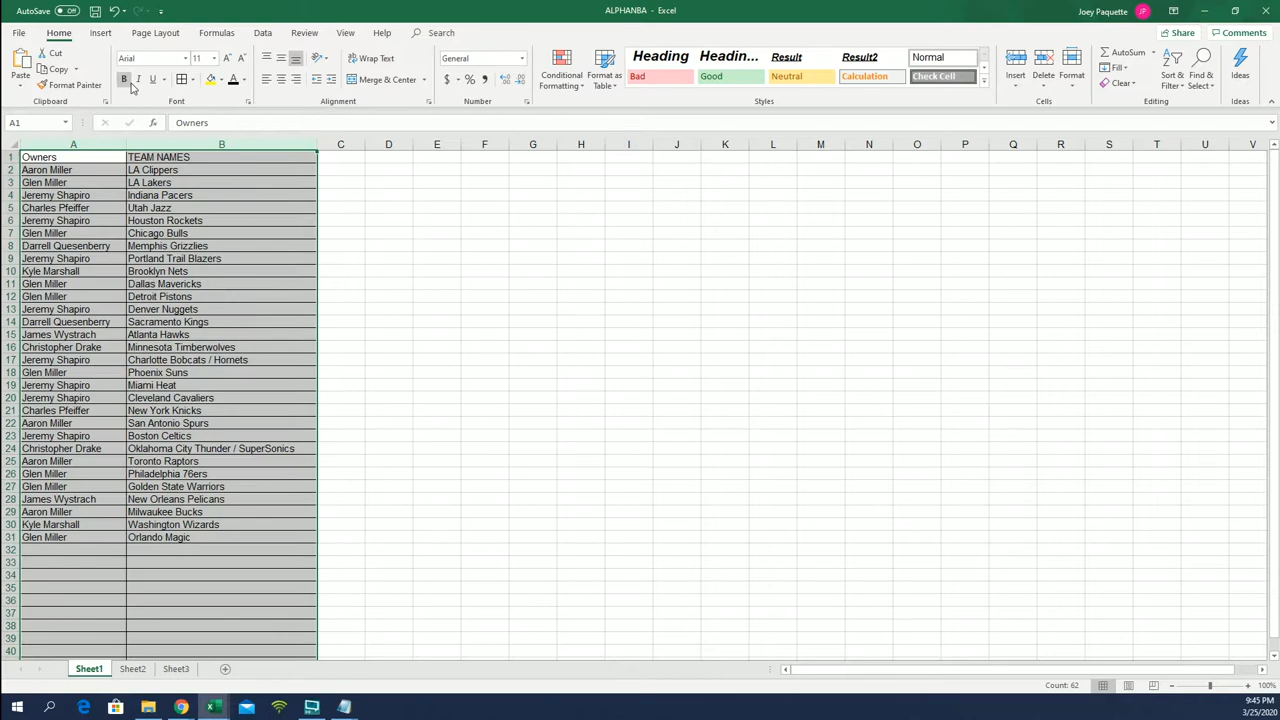 AutoSave Off
ALPHANBA - Excel
Joey Paquette JP
File Home Insert Page Layout Formulas Data Review View Help Search
Share Comments
Paste
Cut
Copy
Format Painter
Clipboard
Arial 11
B I U
Font
Wrap Text
Merge & Center
Alignment
General
$ % ,
Number
Conditional Formatting
Format as Table
Heading Headin... Result Result2 Normal
Bad Good Neutral Calculation Check Cell
Styles
Insert Delete Format
Cells
AutoSum
Fill
Clear
Sort & Filter
Find & Select
Editing
Ideas
Ideas
A1 fx Owners
A B C D E F G H I J K L M N O P Q R S T U V
1 Owners TEAM NAMES
2 Aaron Miller LA Clippers
3 Glen Miller LA Lakers
4 Jeremy Shapiro Indiana Pacers
5 Charles Pfeiffer Utah Jazz
6 Jeremy Shapiro Houston Rockets
7 Glen Miller Chicago Bulls
8 Darrell Quesenberry Memphis Grizzlies
9 Jeremy Shapiro Portland Trail Blazers
10 Kyle Marshall Brooklyn Nets
11 Glen Miller Dallas Mavericks
12 Glen Miller Detroit Pistons
13 Jeremy Shapiro Denver Nuggets
14 Darrell Quesenberry Sacramento Kings
15 James Wystrach Atlanta Hawks
16 Christopher Drake Minnesota Timberwolves
17 Jeremy Shapiro Charlotte Bobcats / Hornets
18 Glen Miller Phoenix Suns
19 Jeremy Shapiro Miami Heat
20 Jeremy Shapiro Cleveland Cavaliers
21 Charles Pfeiffer New York Knicks
22 Aaron Miller San Antonio Spurs
23 Jeremy Shapiro Boston Celtics
24 Christopher Drake Oklahoma City Thunder / SuperSonics
25 Aaron Miller Toronto Raptors
26 Glen Miller Philadelphia 76ers
27 Glen Miller Golden State Warriors
28 James Wystrach New Orleans Pelicans
29 Aaron Miller Milwaukee Bucks
30 Kyle Marshall Washington Wizards
31 Glen Miller Orlando Magic
32
33
34
35
36
37
38
39
40
Sheet1 Sheet2 Sheet3
Count: 62 100%
9:45 PM
3/25/2020